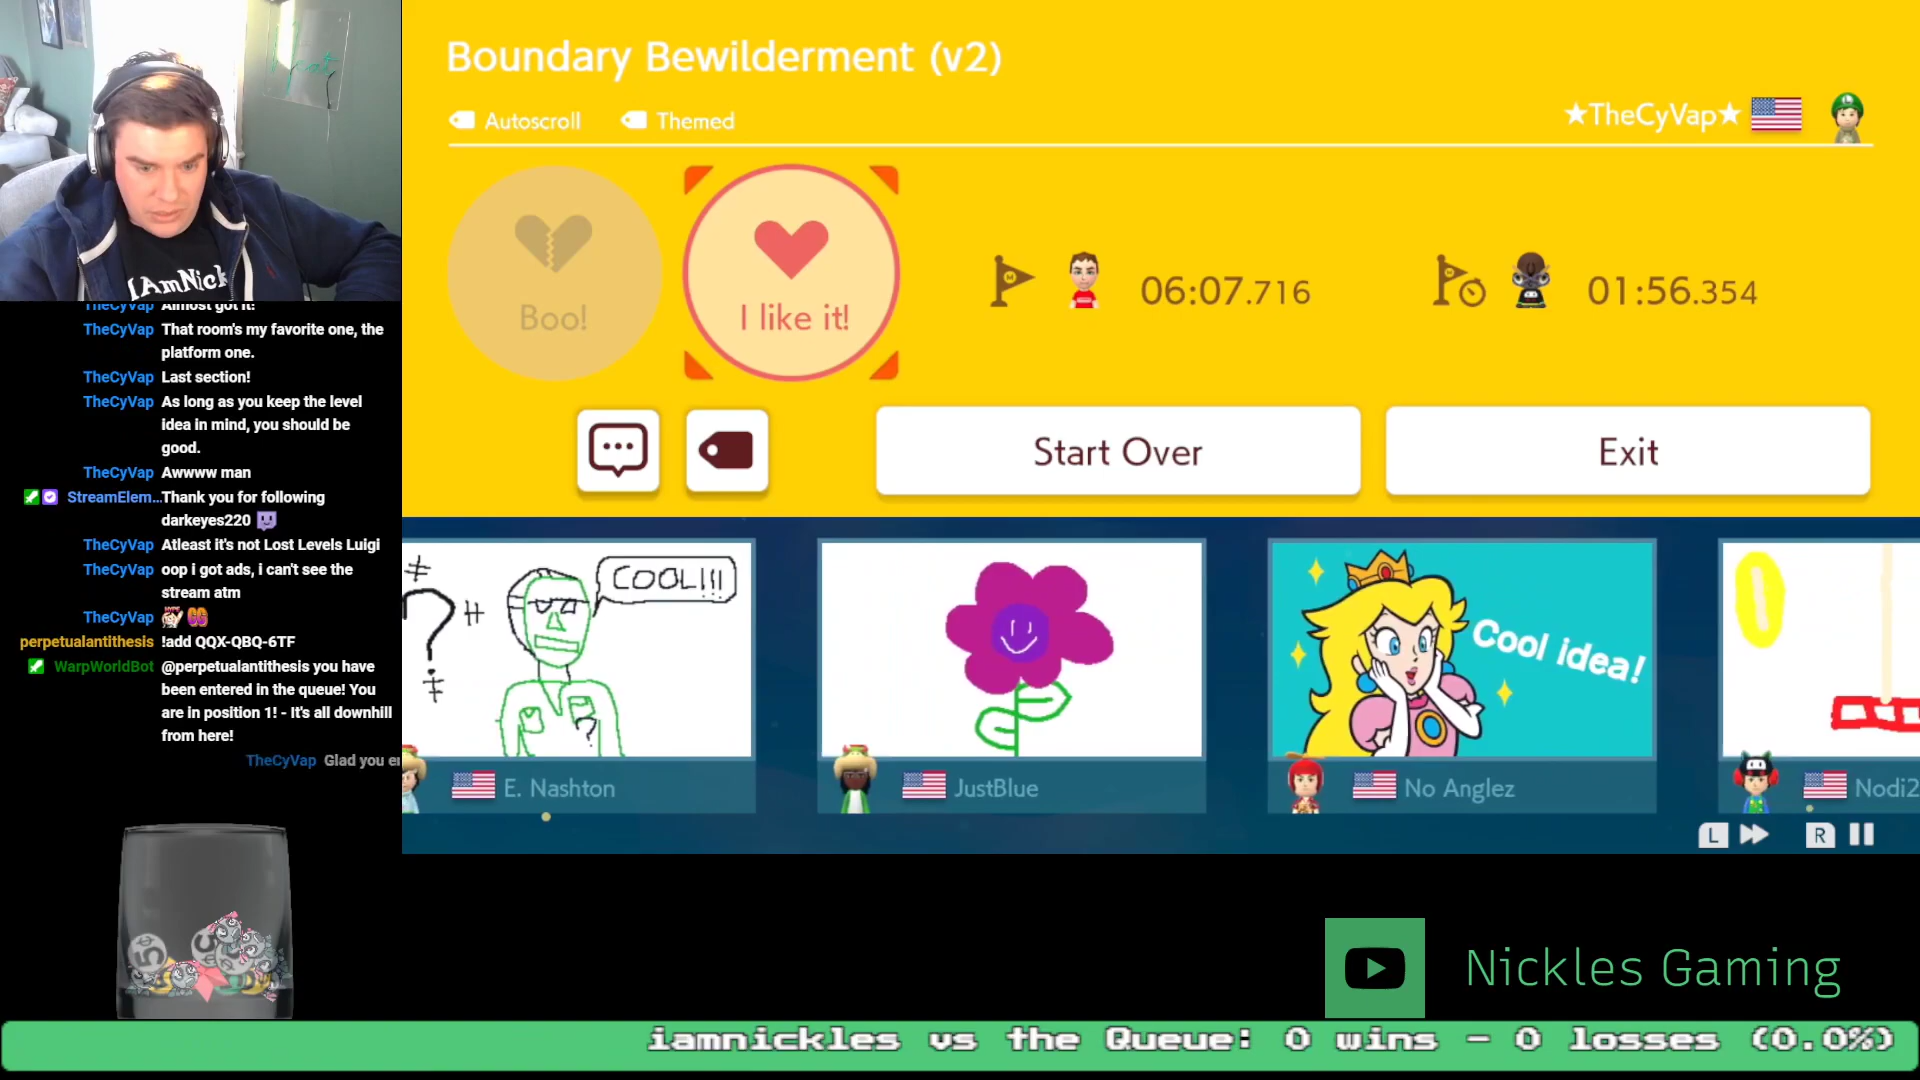 Boundary Bewilderment (v2)
Autoscroll Themed
★TheCyVap★
Boo!
I like it!
06:07.716
01:56.354
Start Over
Exit
COOL!!!
?
?
Cool idea!
E. Nashton
JustBlue
No Anglez
Nodi2
L
R
IAmNick
TheCyVap Almost got it!
TheCyVap That room's my favorite one, the
platform one.
TheCyVap Last section!
TheCyVap As long as you keep the level
idea in mind, you should be
good.
TheCyVap Awwww man
StreamElem... Thank you for following
darkeyes220
TheCyVap Atleast it's not Lost Levels Luigi
TheCyVap oop i got ads, i can't see the
stream atm
TheCyVap
perpetualantithesis !add QQX-QBQ-6TF
WarpWorldBot @perpetualantithesis you have
been entered in the queue! You
are in position 1! - It's all downhill
from here!
TheCyVap Glad you
Nickles Gaming
iamnickles vs the Queue: 0 wins - 0 losses (0.0%)